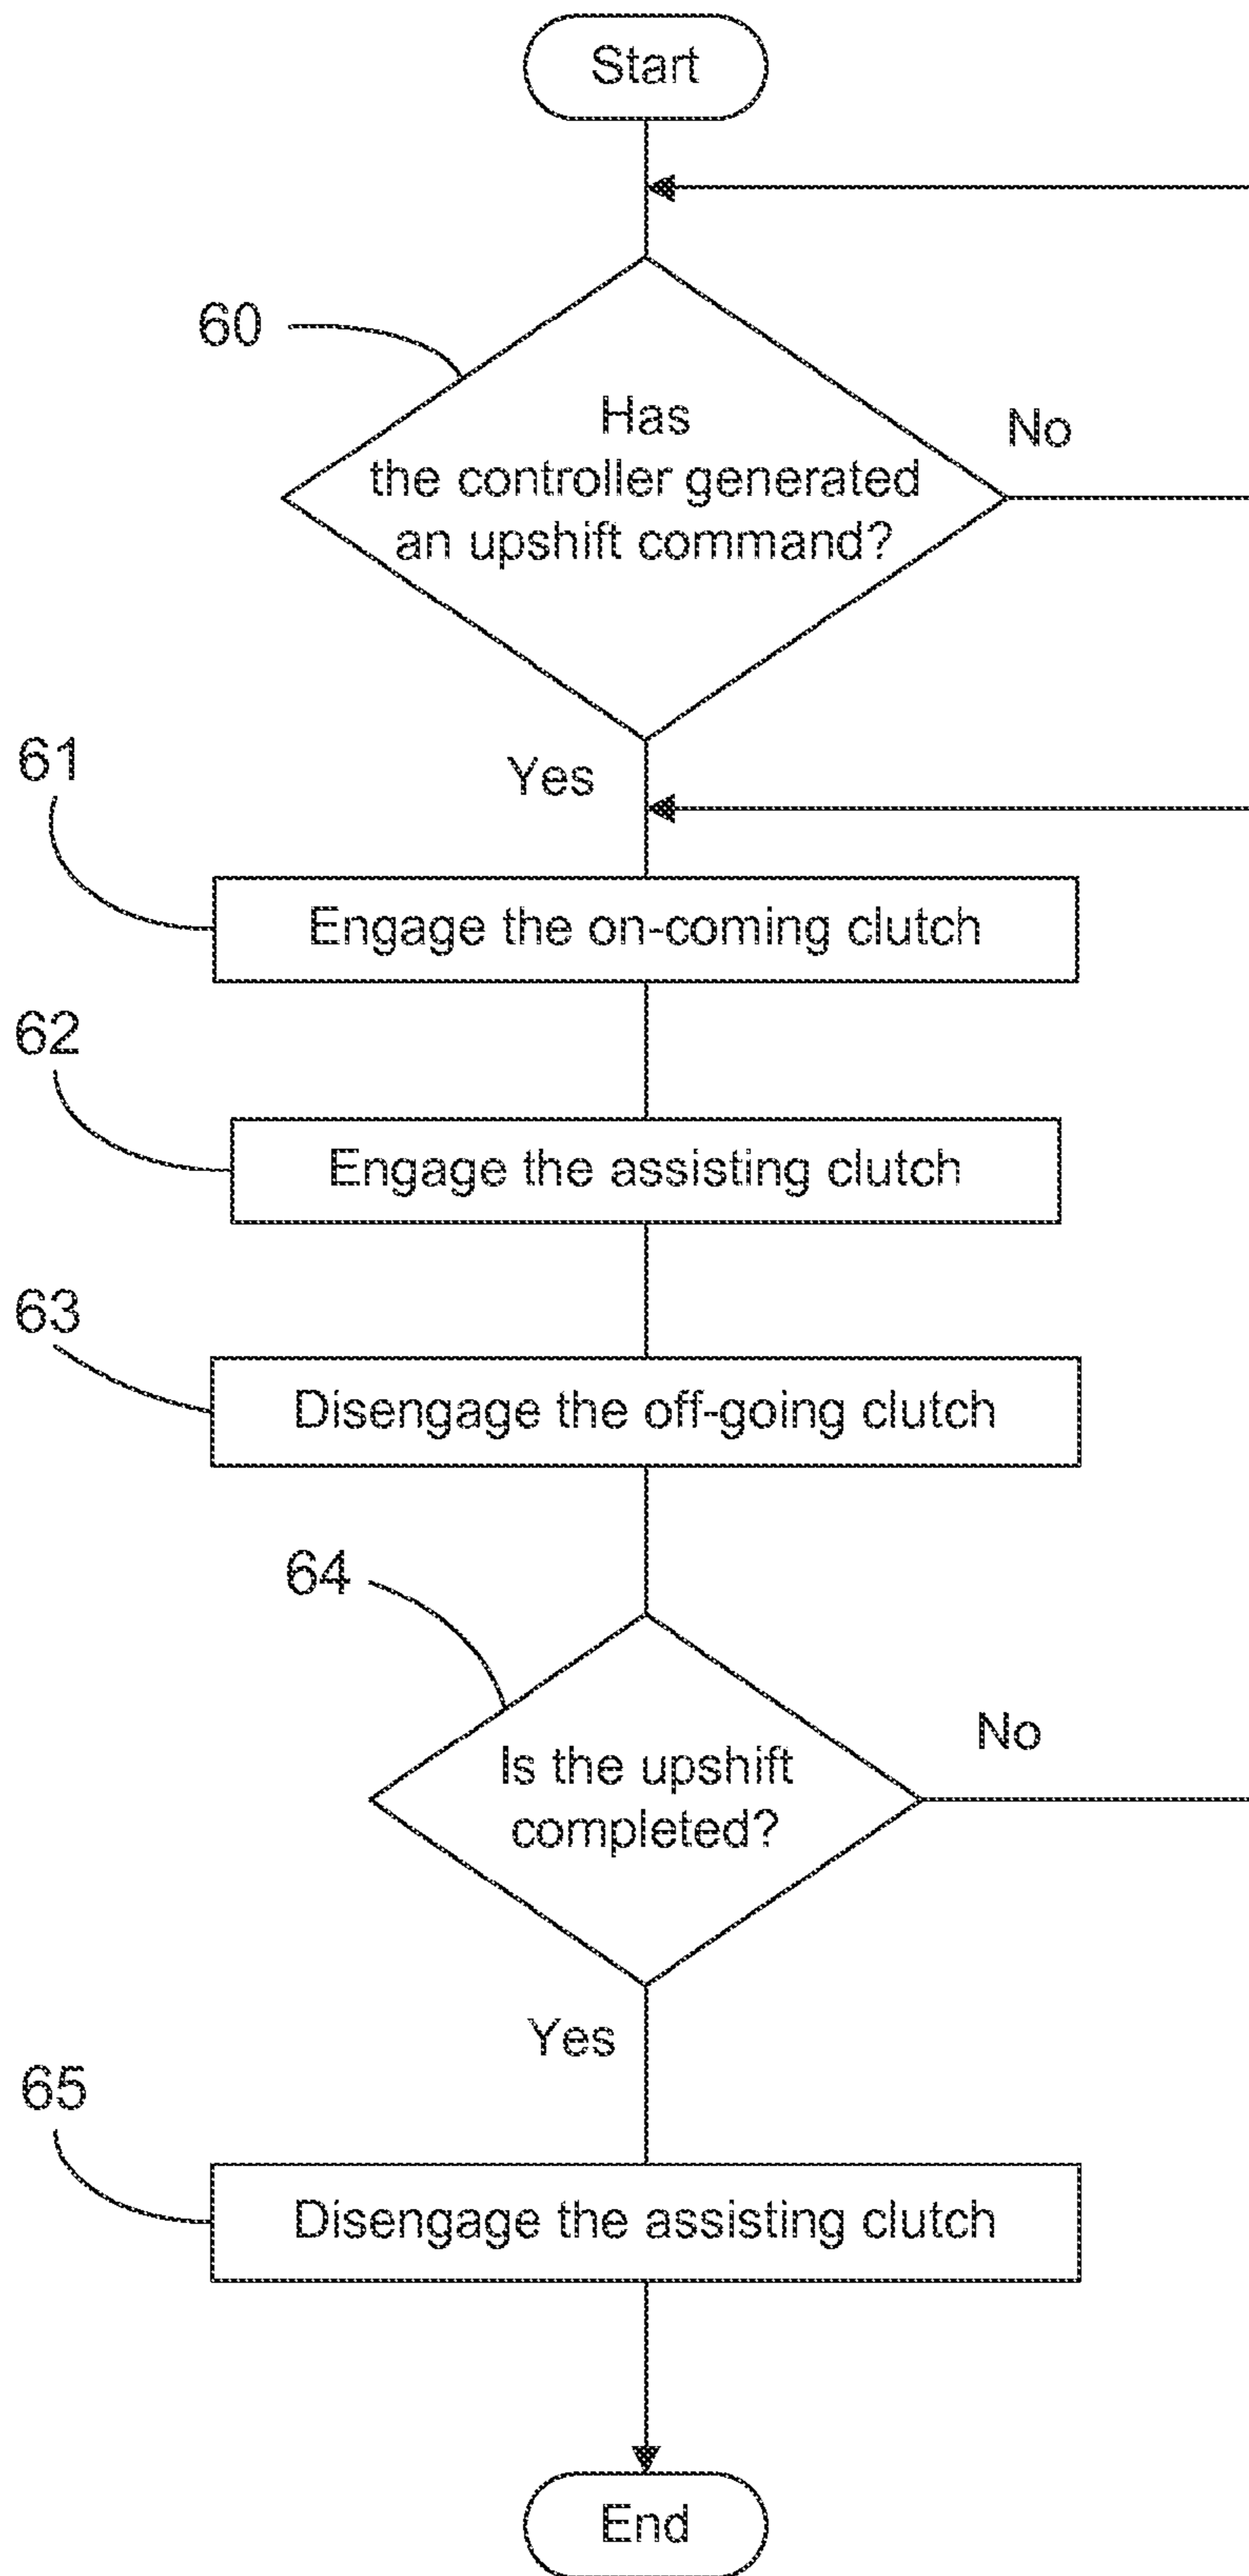 Start
60
Has
the controller generated
an upshift command?
No
Yes
61
Engage the on-coming clutch
62
Engage the assisting clutch
63
Disengage the off-going clutch
64
Is the upshift
completed?
No
Yes
65
Disengage the assisting clutch
End